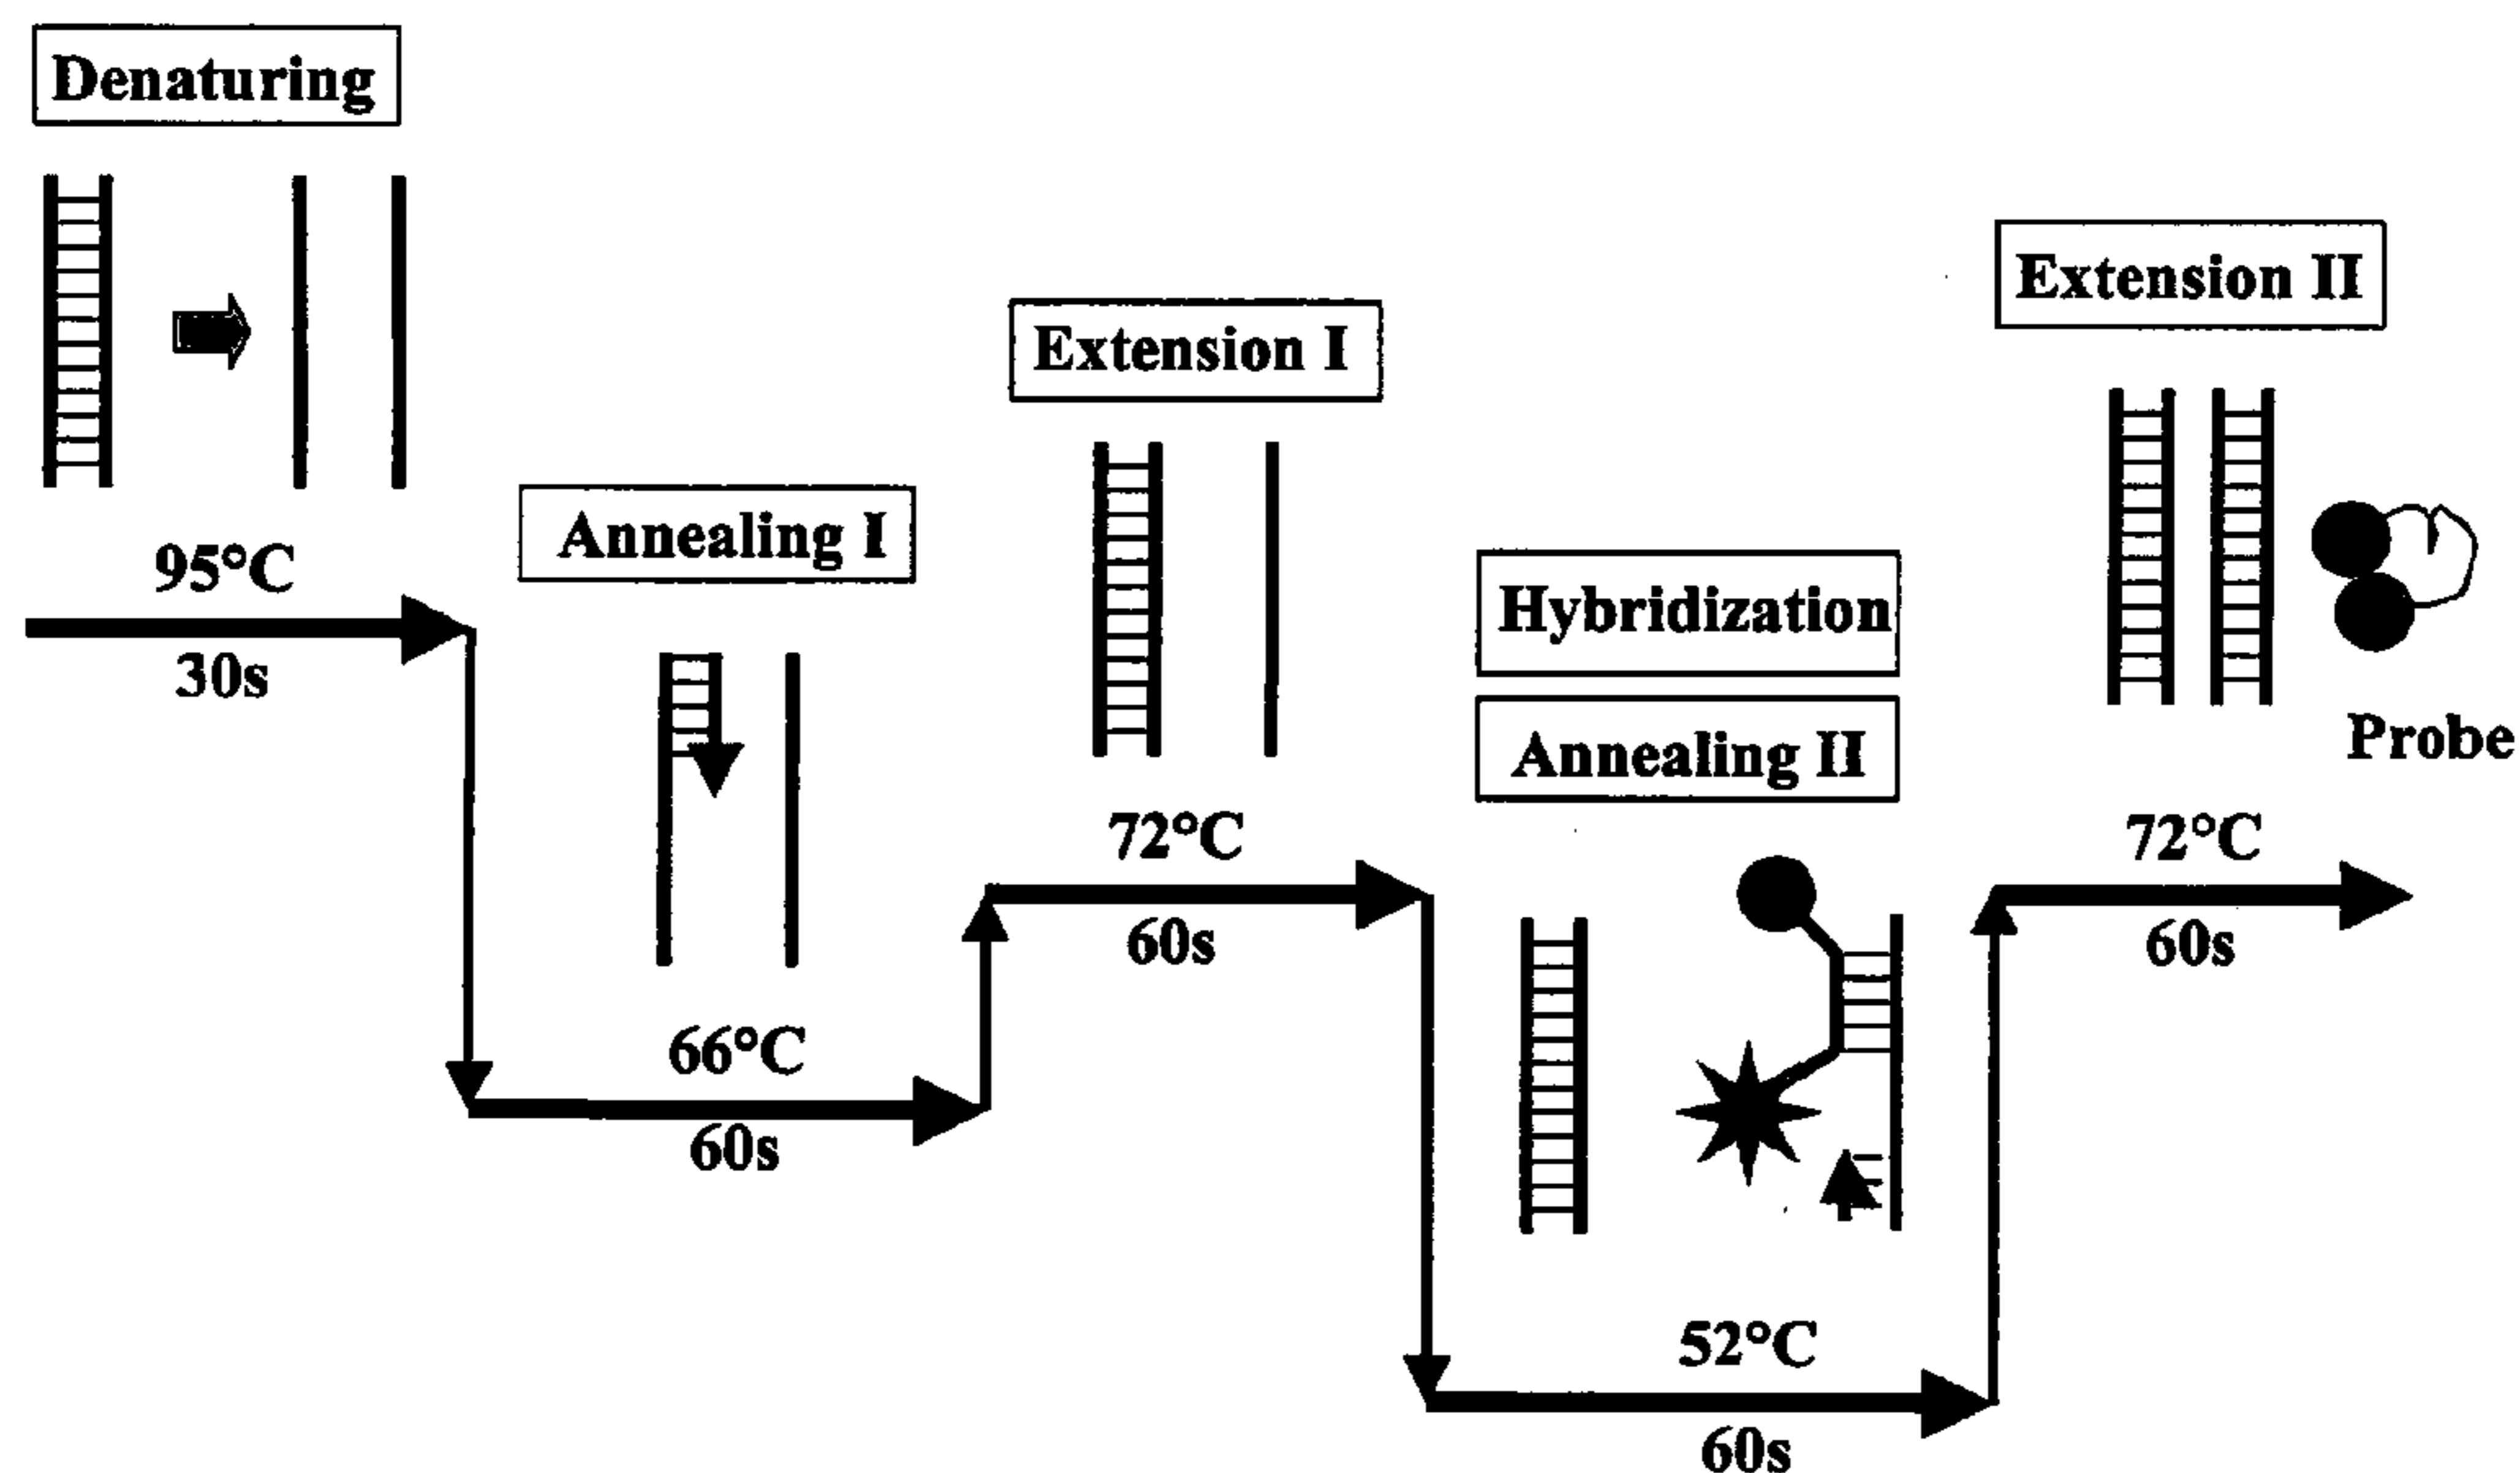 Denaturing
95°C
30s
Annealing I
66°C
60s
Extension I
72°C
60s
Hybridization
Annealing II
52°C
60s
Extension II
Probe
72°C
60s